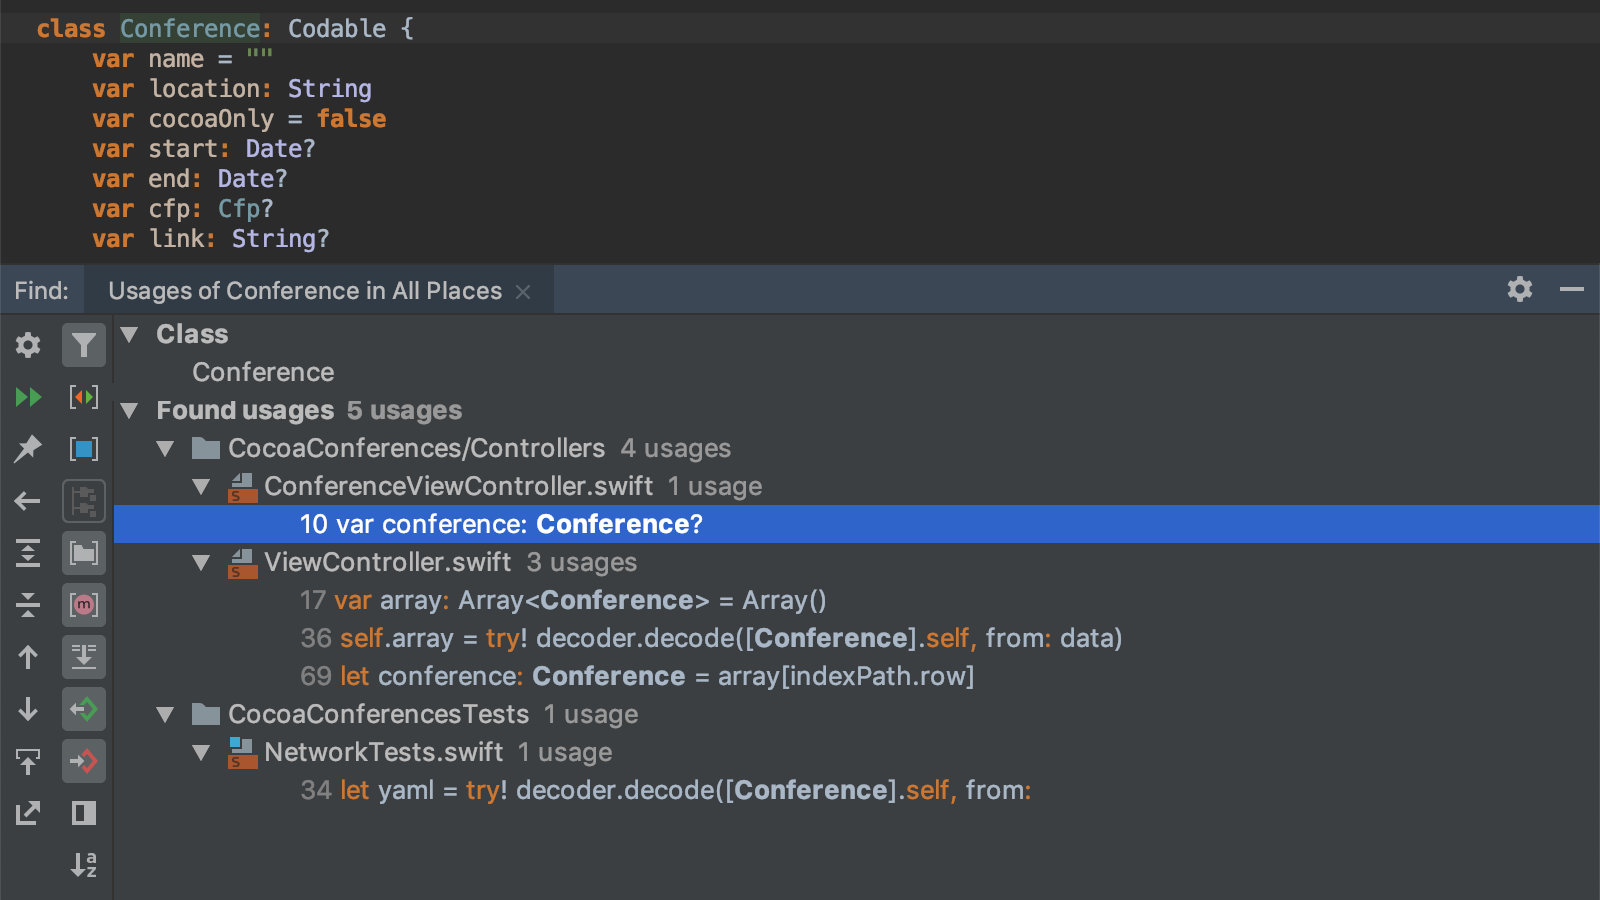 class Conference: Codable {
var name = ""
var location: String
var cocoaOnly = false
var start: Date?
var end: Date?
var cfp: Cfp?
var link: String?
Find: Usages of Conference in All Places
Class
Conference
Found usages 5 usages
CocoaConferences/Controllers 4 usages
ConferenceViewController.swift 1 usage
10 var conference: Conference?
ViewController.swift 3 usages
17 var array: Array<Conference> = Array()
36 self.array = try! decoder.decode([Conference].self, from: data)
69 let conference: Conference = array[indexPath.row]
CocoaConferencesTests 1 usage
NetworkTests.swift 1 usage
34 let yaml = try! decoder.decode([Conference].self, from: